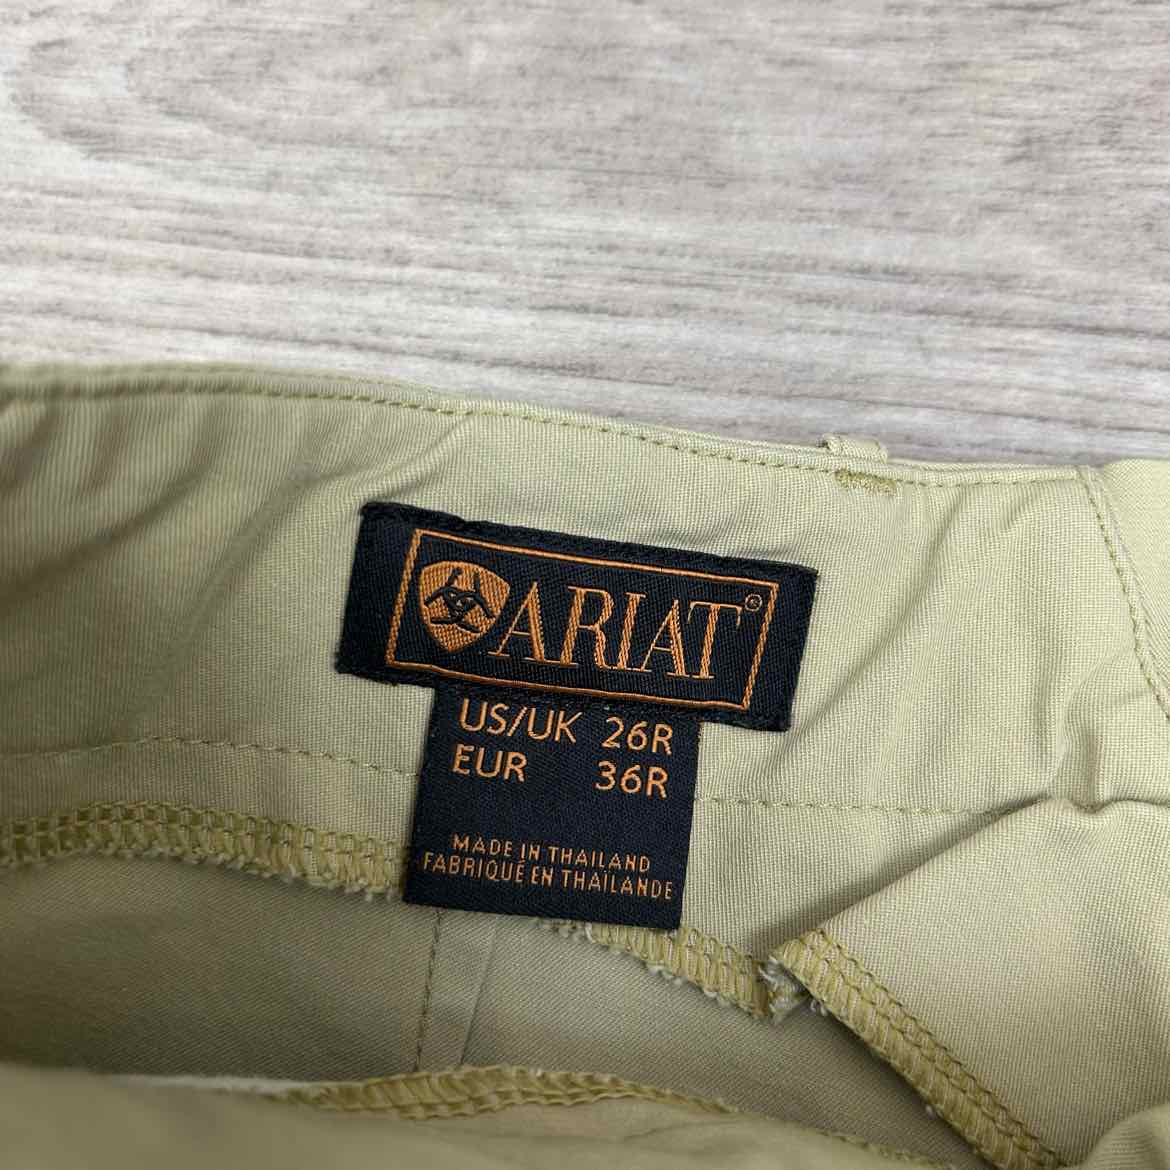 ARIAT®
US/UK 26R
EUR 36R
MADE IN THAILAND
FABRIQUÉ EN THAÏLANDE